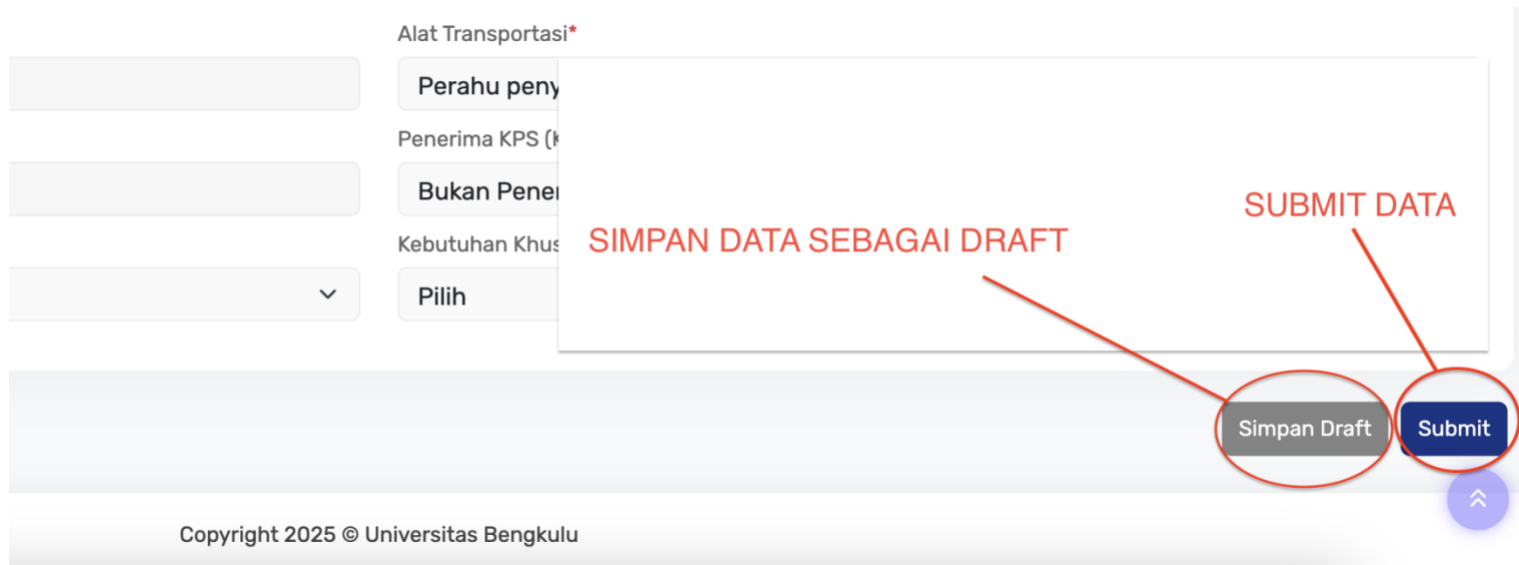 Alat Transportasi*
Perahu peny
Penerima KPS (K
Bukan Pener
SUBMIT DATA
Kebutuhan Khus
SIMPAN DATA SEBAGAI DRAFT
Pilih
Simpan Draft
Submit
Copyright 2025 © Universitas Bengkulu